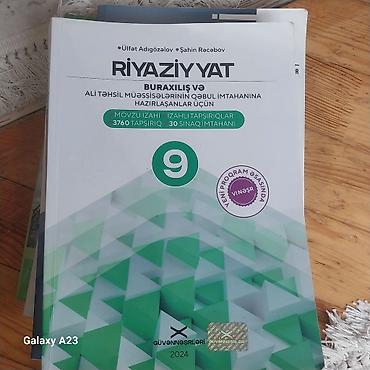 •Ülfət Adıgözəlov •Şahin Rəcəbov
RİYAZİYYAT
BURAXILIŞ VƏ
ALİ TƏHSİL MÜƏSSİSƏLƏRİNİN QƏBUL İMTAHANINA
HAZIRLAŞANLAR ÜÇÜN
MÖVZU İZAHI İZAHLI TAPŞIRIQLAR
3760 TAPŞIRIQ 30 SINAQ İMTAHANI
9
YENİ PROQRAM ƏSASINDA
VƏSAİT
GÜVƏN NƏŞRLƏRİ
2024
Galaxy A23